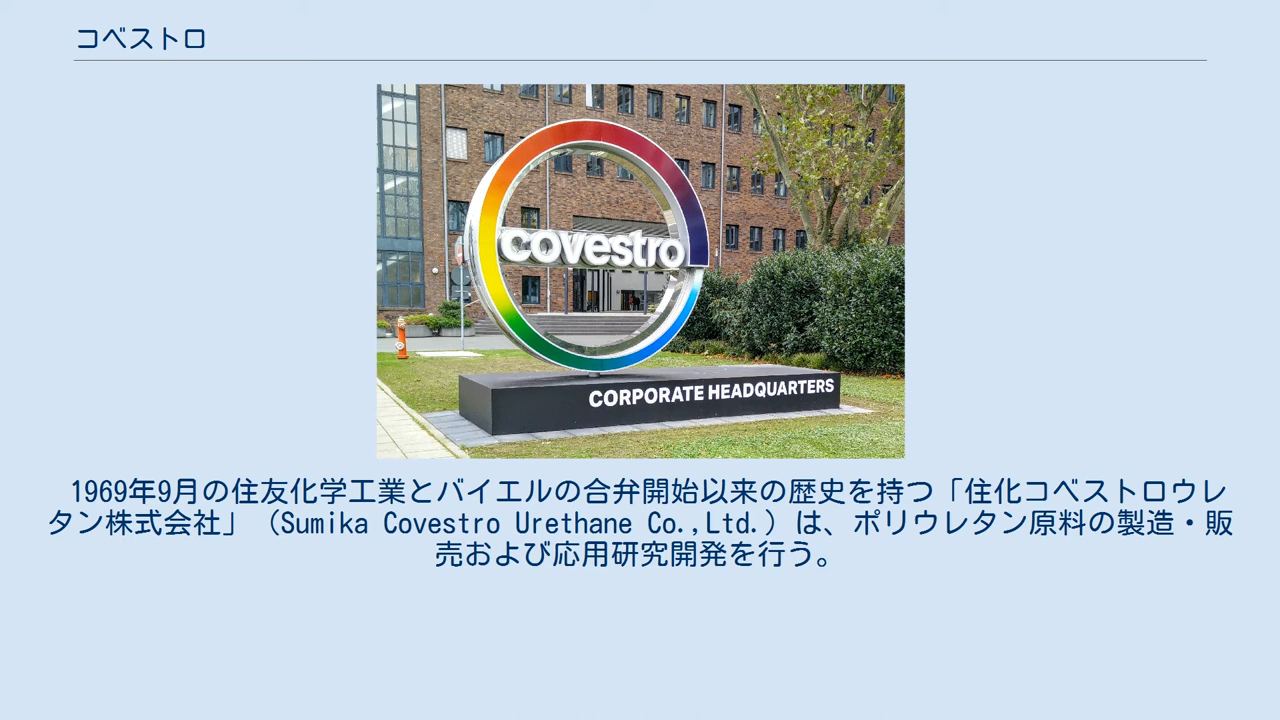 コベストロ
covestro
CORPORATE HEADQUARTERS
1969年9月の住友化学工業とバイエルの合弁開始以来の歴史を持つ「住化コベストロウレ
タン株式会社」（Sumika Covestro Urethane Co.,Ltd.）は、ポリウレタン原料の製造・販
売および応用研究開発を行う。